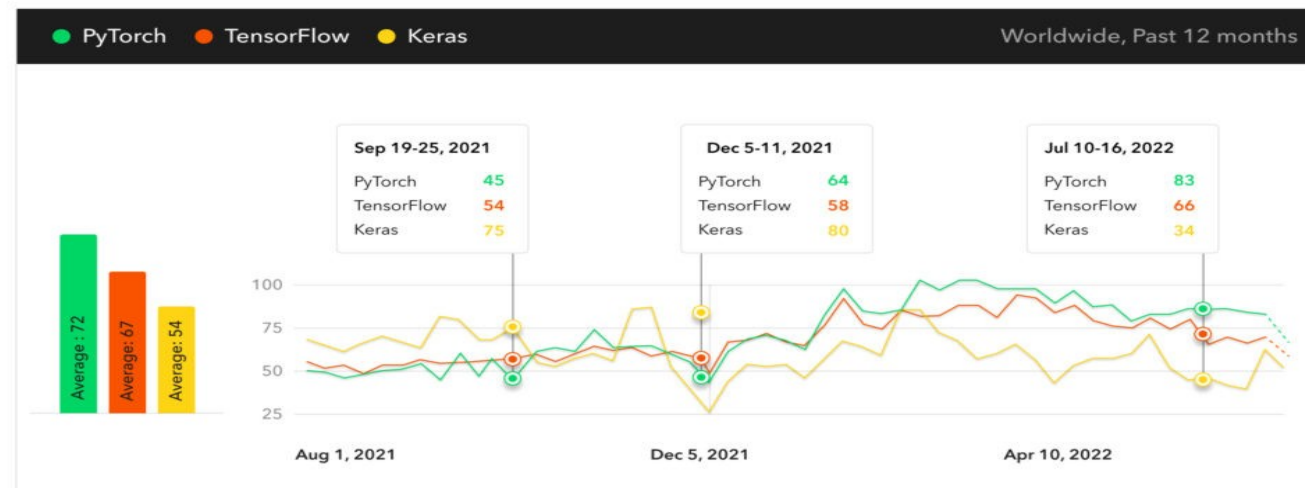 PyTorch TensorFlow Keras Worldwide, Past 12 months
Sep 19-25, 2021
PyTorch 45
TensorFlow 54
Keras 75
Dec 5-11, 2021
PyTorch 64
TensorFlow 58
Keras 80
Jul 10-16, 2022
PyTorch 83
TensorFlow 66
Keras 34
Average : 72
Average: 67
Average: 54
100
75
50
25
Aug 1, 2021 Dec 5, 2021 Apr 10, 2022